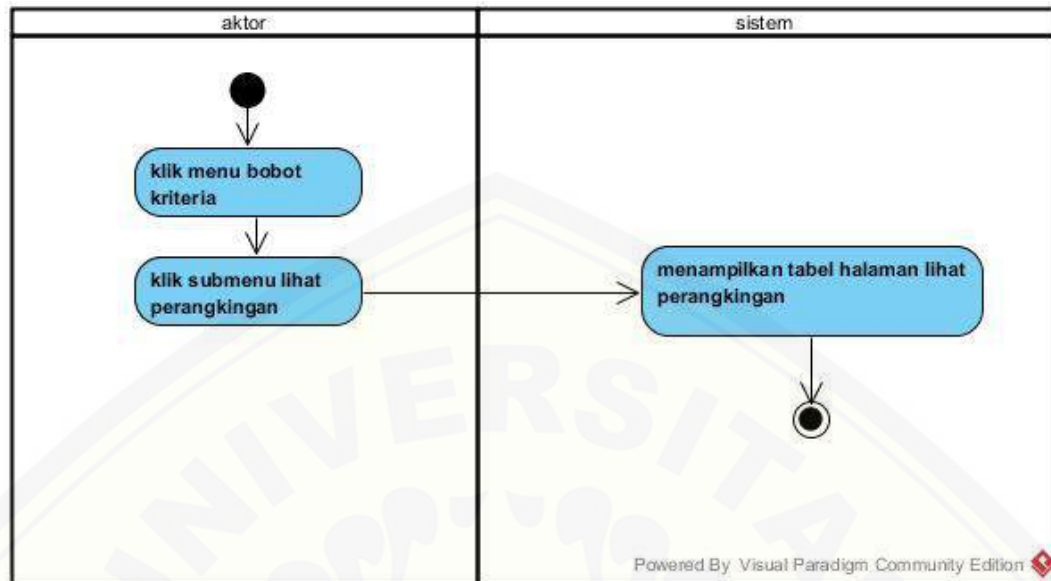 aktor
sistem
klik menu bobot
kriteria
klik submenu lihat
perangkingan
menampilkan tabel halaman lihat
perangkingan
UNIVERSITA
Powered By Visual Paradigm Community Edition